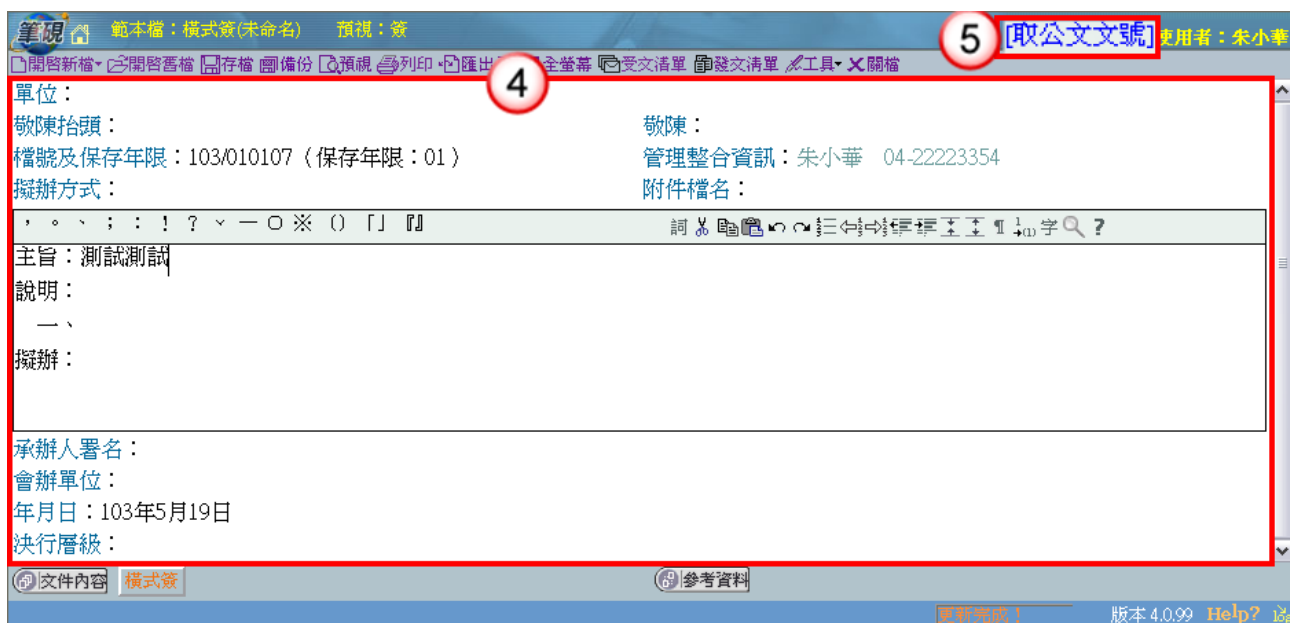 筆硯 範本檔：橫式簽(未命名) 預視：簽 5 [取公文文號] 使用者：朱小華
開啓新檔 開啓舊檔 存檔 備份 預視 列印 匯出 全螢幕 受文清單 發文清單 工具 關檔
4
單位：
敬陳抬頭： 敬陳：
檔號及保存年限：103/010107（保存年限：01） 管理整合資訊：朱小華 04-22223354
擬辦方式： 附件檔名：
，。、；：！？ˇ—○※（）「」『』 詞 ¶ 字 ?
主旨：測試測試
說明：
一、
擬辦：
承辦人署名：
會辦單位：
年月日：103年5月19日
決行層級：
文件內容 橫式簽 參考資料
更新完成！ 版本 4.0.99 Help?